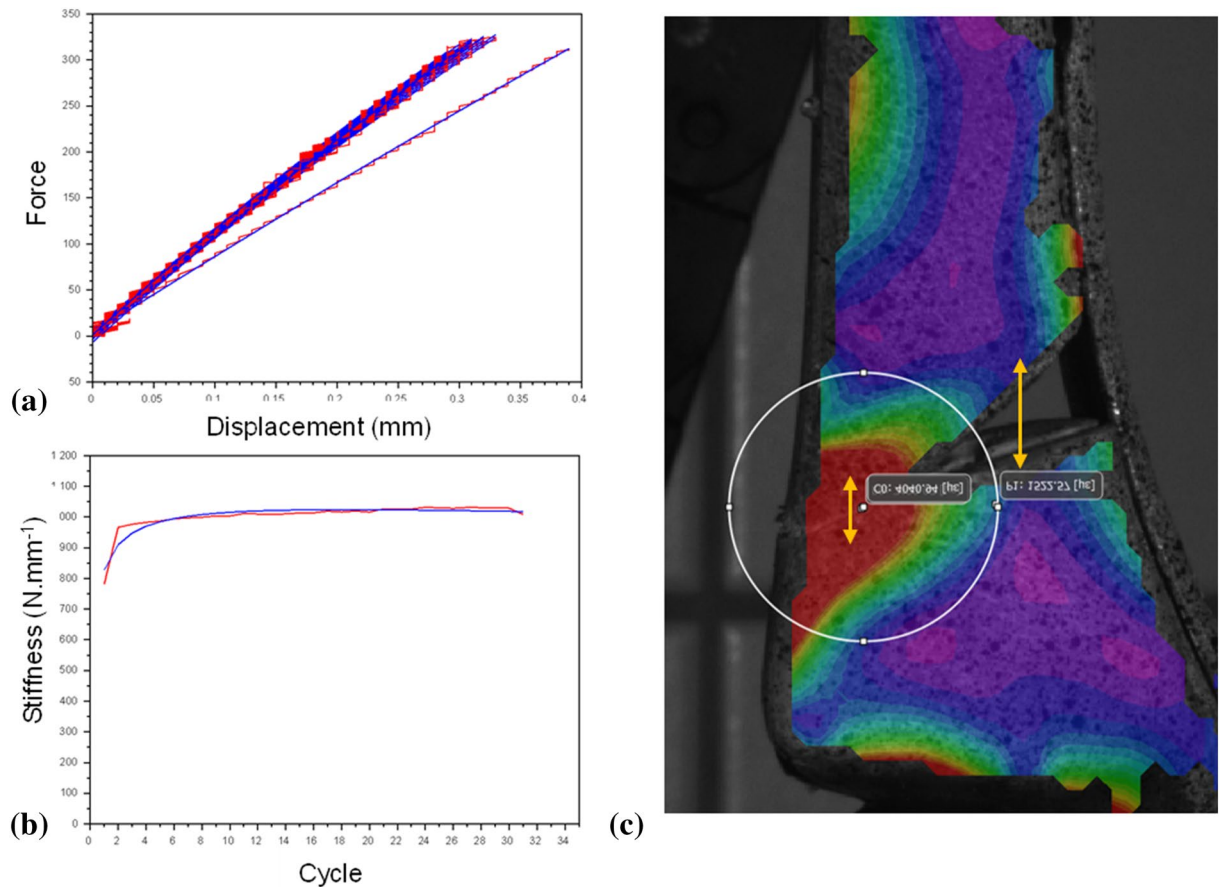 350
300
250
200
150
100
50
0
50
Force
0 0.05 0.1 0.15 0.2 0.25 0.3 0.35 0.4
Displacement (mm)
(a)
1 200
1 100
000
900
800
700
600
500
400
300
200
100
0
Stiffness (N.mm-1)
0 2 4 6 8 10 12 14 16 18 20 22 24 26 28 30 32 34
Cycle
(b)
C0: 4040.94 [µε]
P1: 1522.57 [µε]
(c)